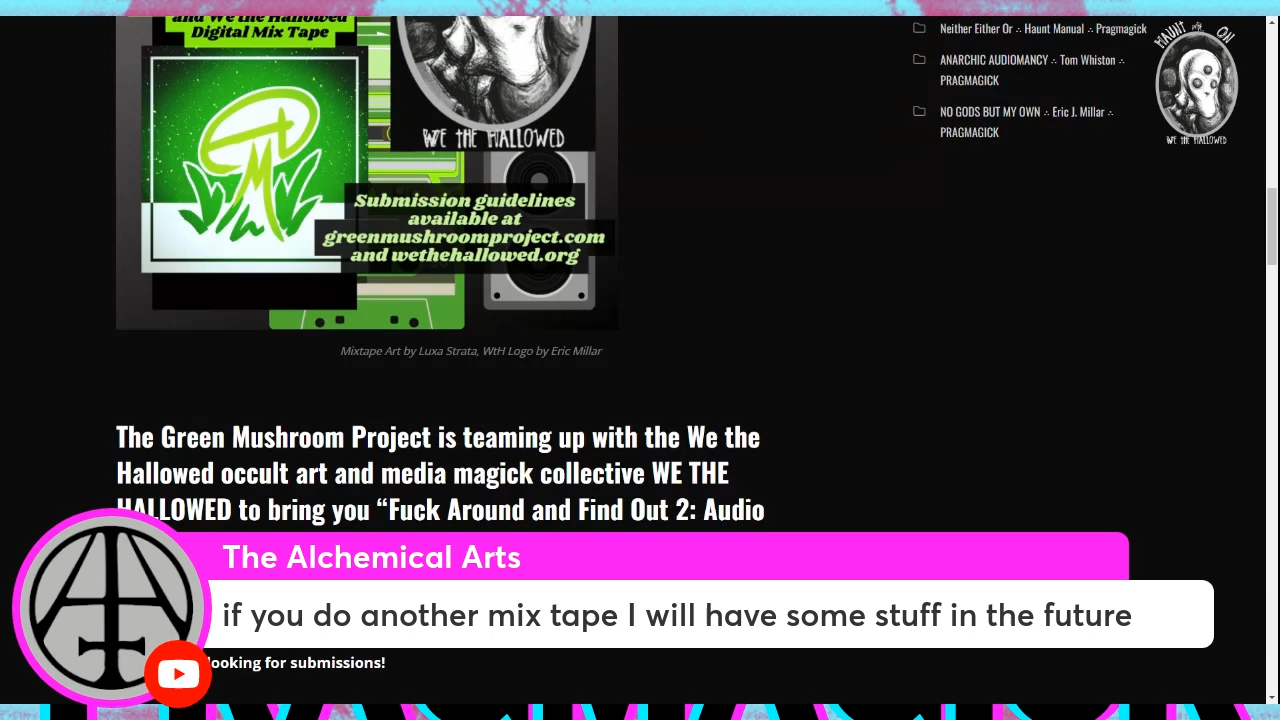 and We the Hallowed
Digital Mix Tape
WE THE HALLOWED
Submission guidelines
available at
greenmushroomproject.com
and wethehallowed.org
Mixtape Art by Luxa Strata, WtH Logo by Eric Millar
Neither Either Or ∴ Haunt Manual ∴ Pragmagick
ANARCHIC AUDIOMANCY ∴ Tom Whiston ∴
PRAGMAGICK
NO GODS BUT MY OWN ∴ Eric J. Millar ∴
PRAGMAGICK
HAUNT ON
WE THE HALLOWED
The Green Mushroom Project is teaming up with the We the
Hallowed occult art and media magick collective WE THE
HALLOWED to bring you “Fuck Around and Find Out 2: Audio
The Alchemical Arts
if you do another mix tape I will have some stuff in the future
looking for submissions!